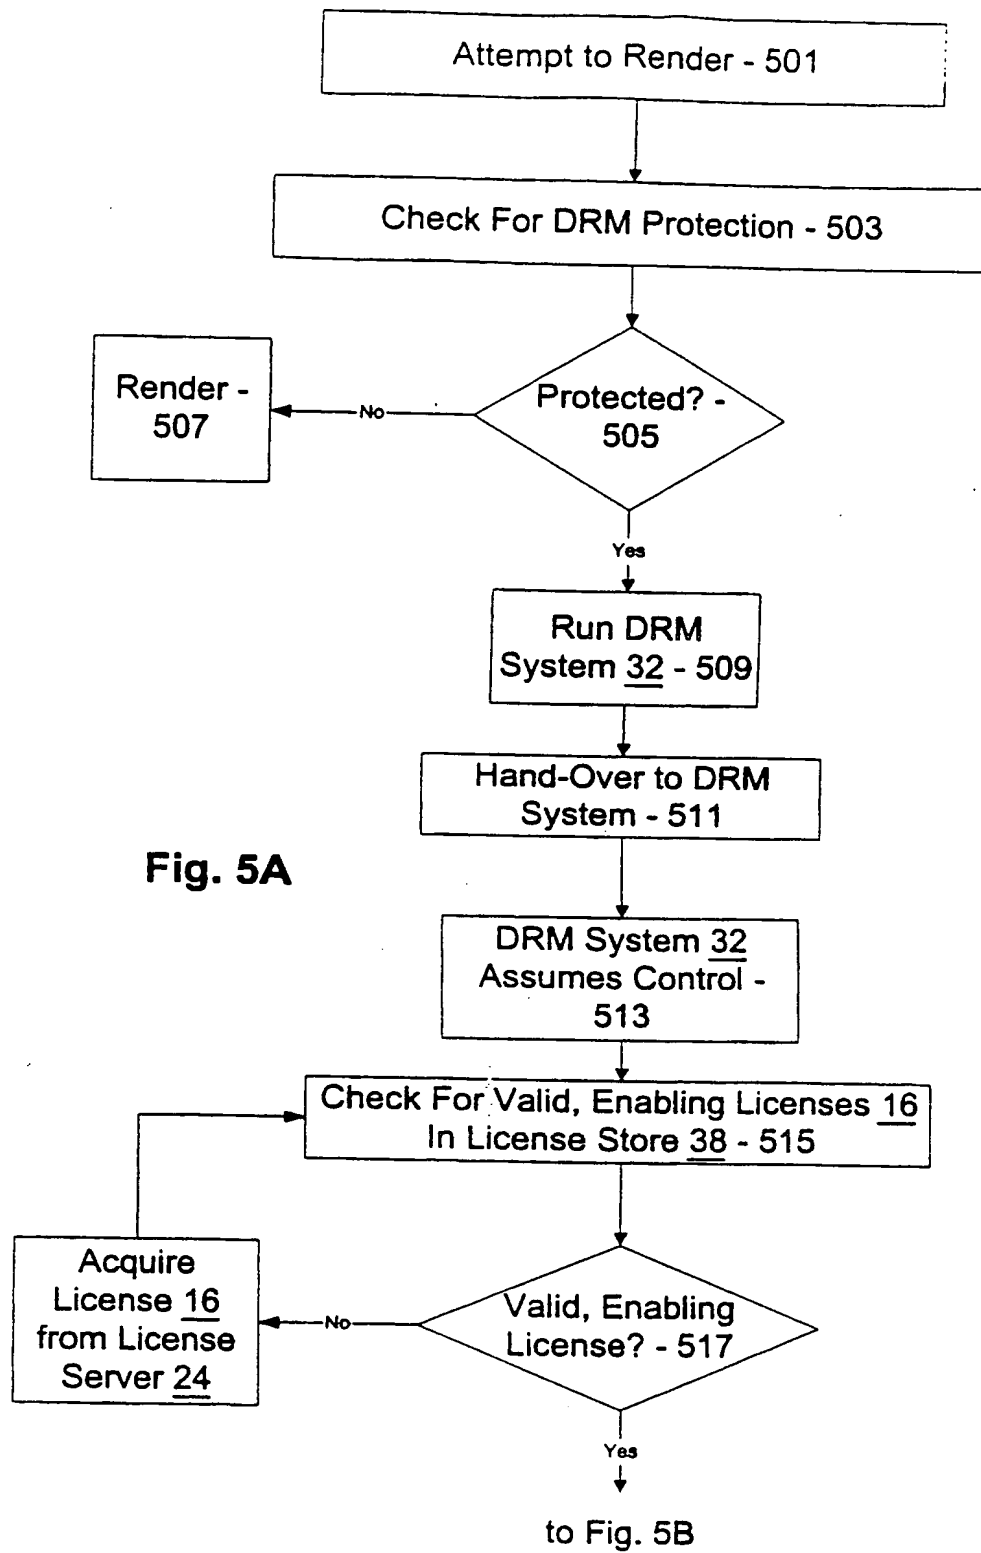 Attempt to Render - 501
Check For DRM Protection - 503
Protected? -
505
No
Render -
507
Yes
Run DRM
System 32 - 509
Hand-Over to DRM
System - 511
Fig. 5A
DRM System 32
Assumes Control -
513
Check For Valid, Enabling Licenses 16
In License Store 38 - 515
Valid, Enabling
License? - 517
No
Acquire
License 16
from License
Server 24
Yes
to Fig. 5B